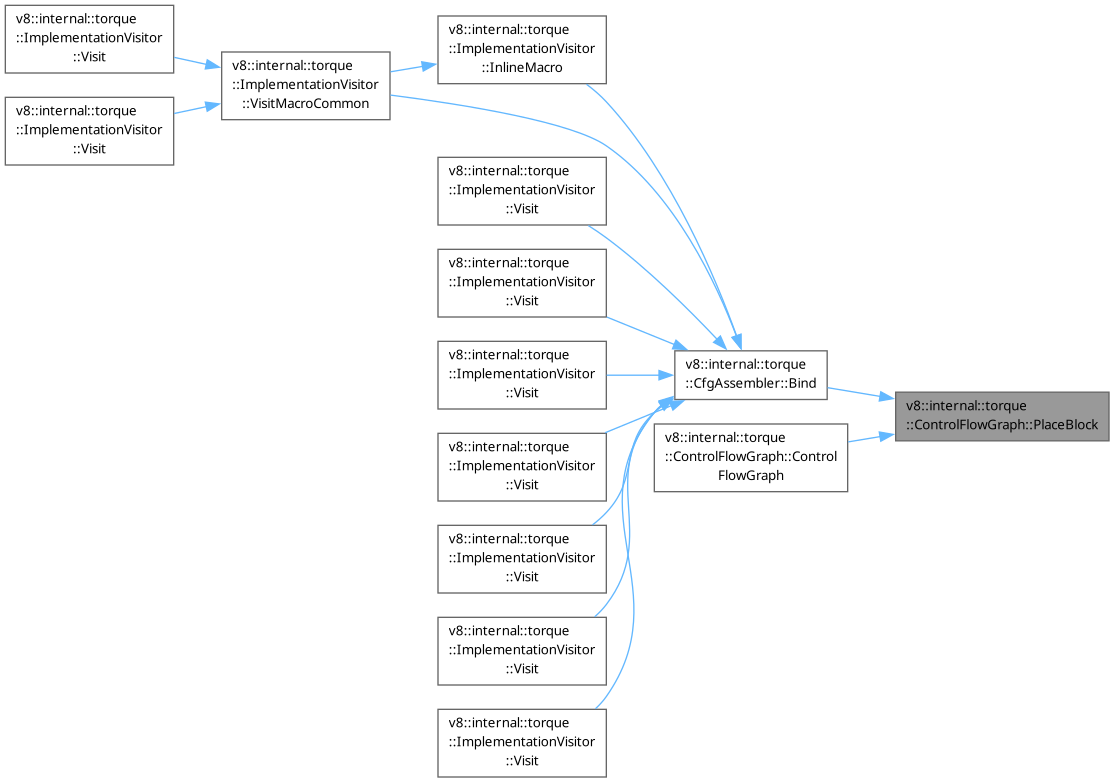 v8::internal::torque
::ImplementationVisitor
::Visit
v8::internal::torque
::ImplementationVisitor
::Visit
v8::internal::torque
::ImplementationVisitor
::VisitMacroCommon
v8::internal::torque
::ImplementationVisitor
::InlineMacro
v8::internal::torque
::ImplementationVisitor
::Visit
v8::internal::torque
::ImplementationVisitor
::Visit
v8::internal::torque
::ImplementationVisitor
::Visit
v8::internal::torque
::ImplementationVisitor
::Visit
v8::internal::torque
::ImplementationVisitor
::Visit
v8::internal::torque
::ImplementationVisitor
::Visit
v8::internal::torque
::ImplementationVisitor
::Visit
v8::internal::torque
::CfgAssembler::Bind
v8::internal::torque
::ControlFlowGraph::Control
FlowGraph
v8::internal::torque
::ControlFlowGraph::PlaceBlock